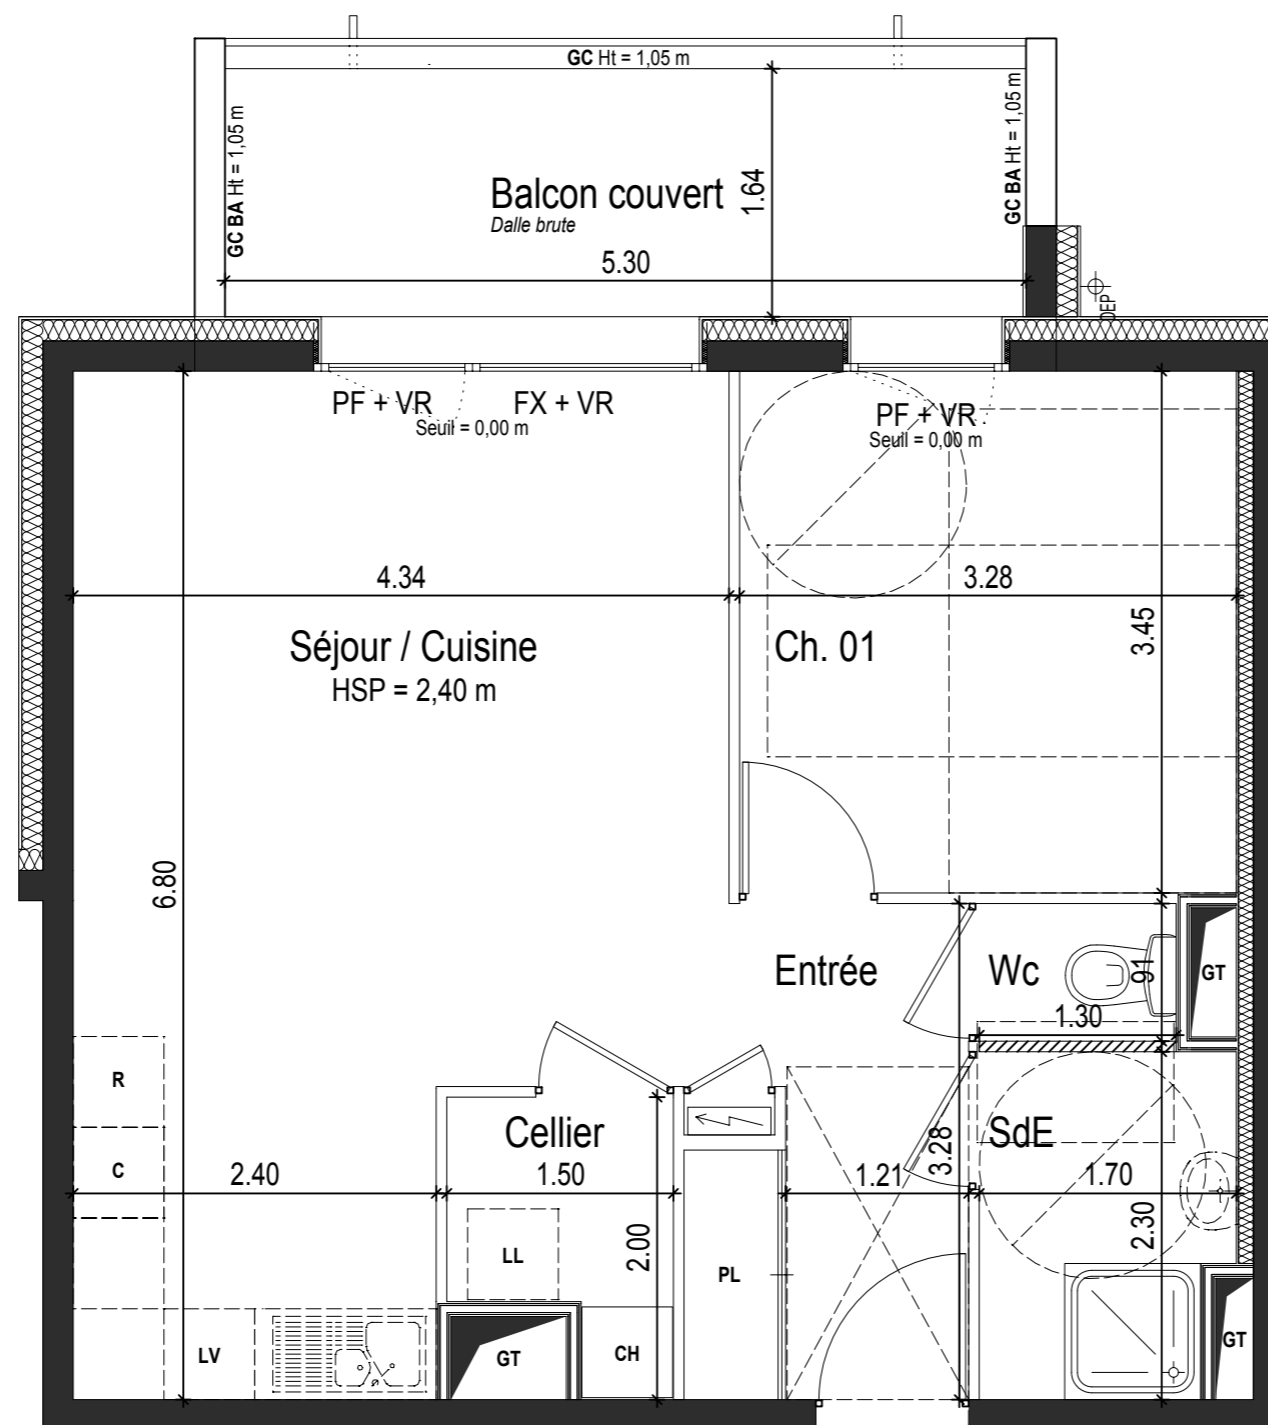 GC Ht = 1,05 m
GC BA Ht = 1,05 m
GC BA Ht = 1,05 m
Balcon couvert
Dalle brute
1.64
5.30
DEP
PF + VR
FX + VR
Seuil = 0,00 m
PF + VR
Seuil = 0,00 m
4.34
3.28
Séjour / Cuisine
HSP = 2,40 m
Ch. 01
3.45
6.80
Entrée
Wc
91
GT
1.30
R
C
Cellier
SdE
2.40
1.50
1.21
3.28
1.70
2.00
2.30
LL
PL
LV
GT
CH
GT